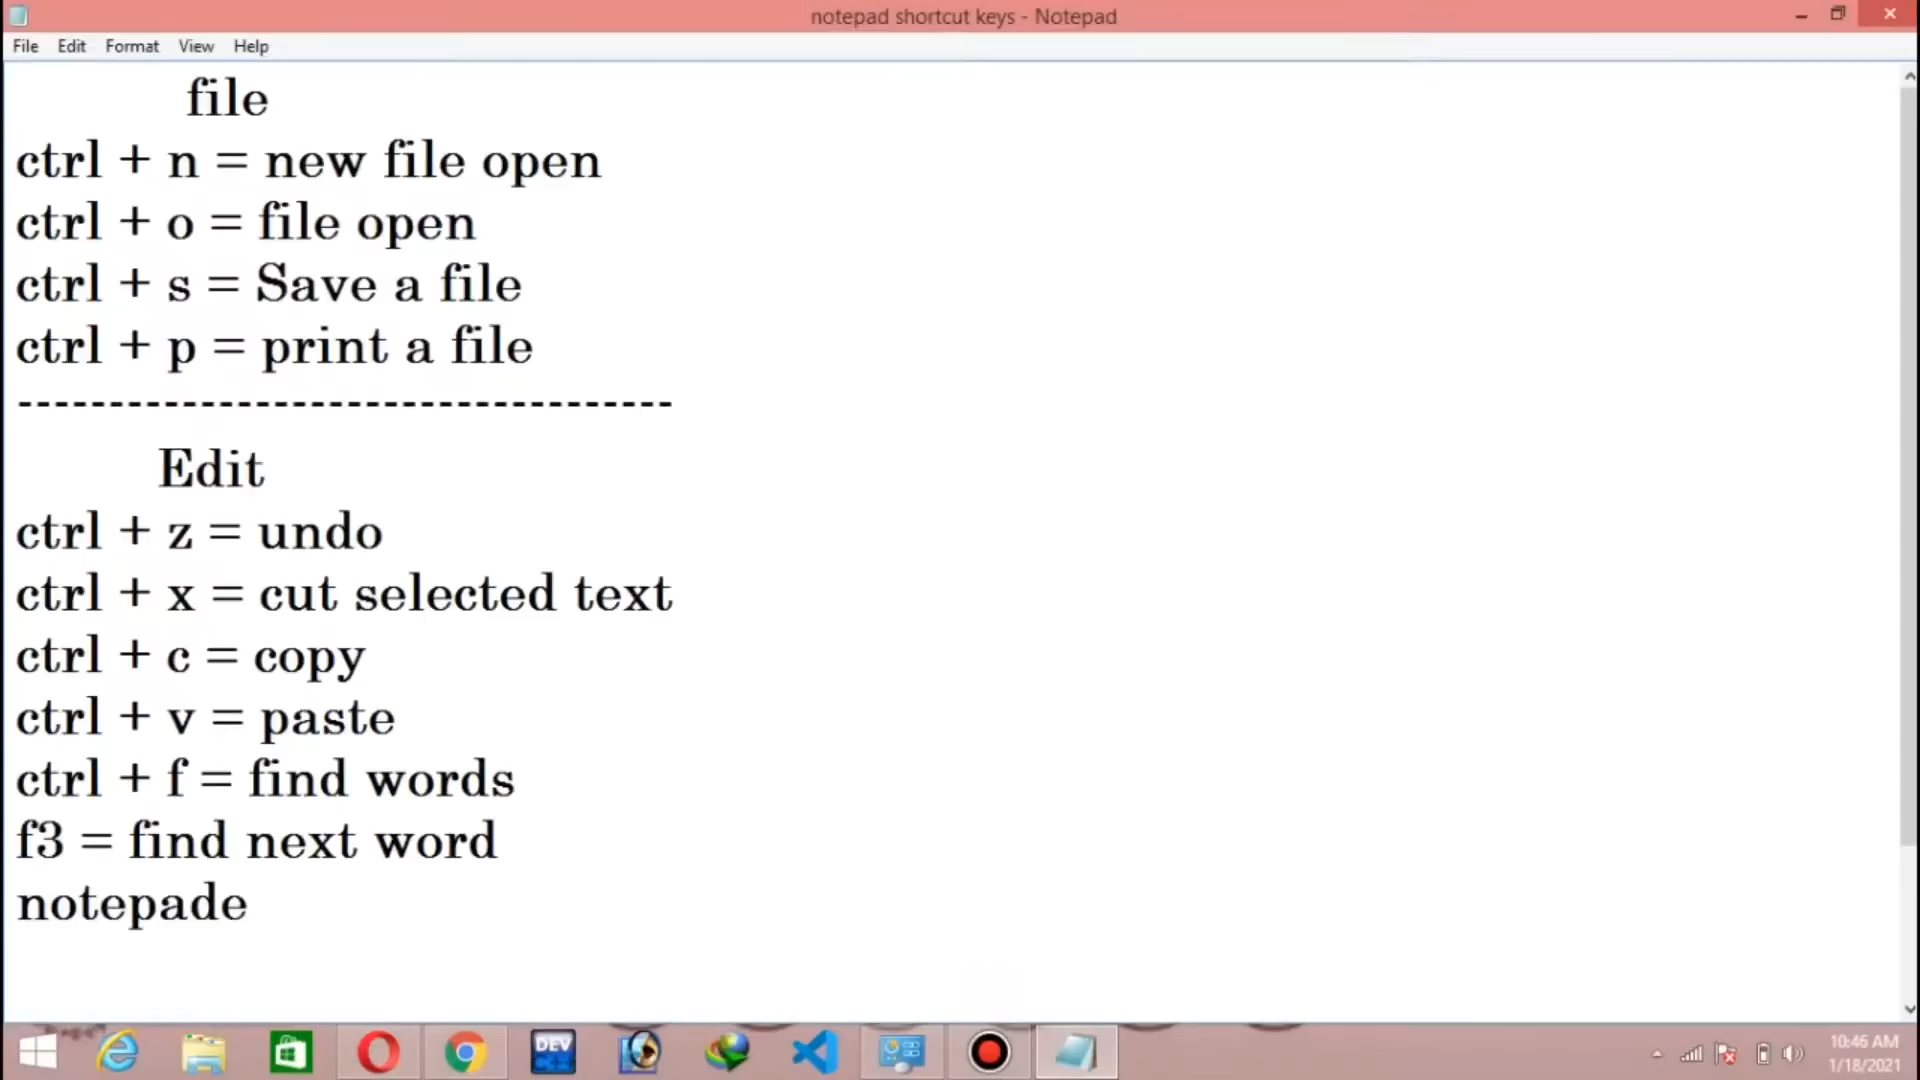 notepad shortcut keys - Notepad
File Edit Format View Help
file
ctrl + n = new file open
ctrl + o = file open
ctrl + s = Save a file
ctrl + p = print a file
------------------------------------
Edit
ctrl + z = undo
ctrl + x = cut selected text
ctrl + c = copy
ctrl + v = paste
ctrl + f = find words
f3 = find next word
notepade
DEV
10:46 AM
1/18/2021